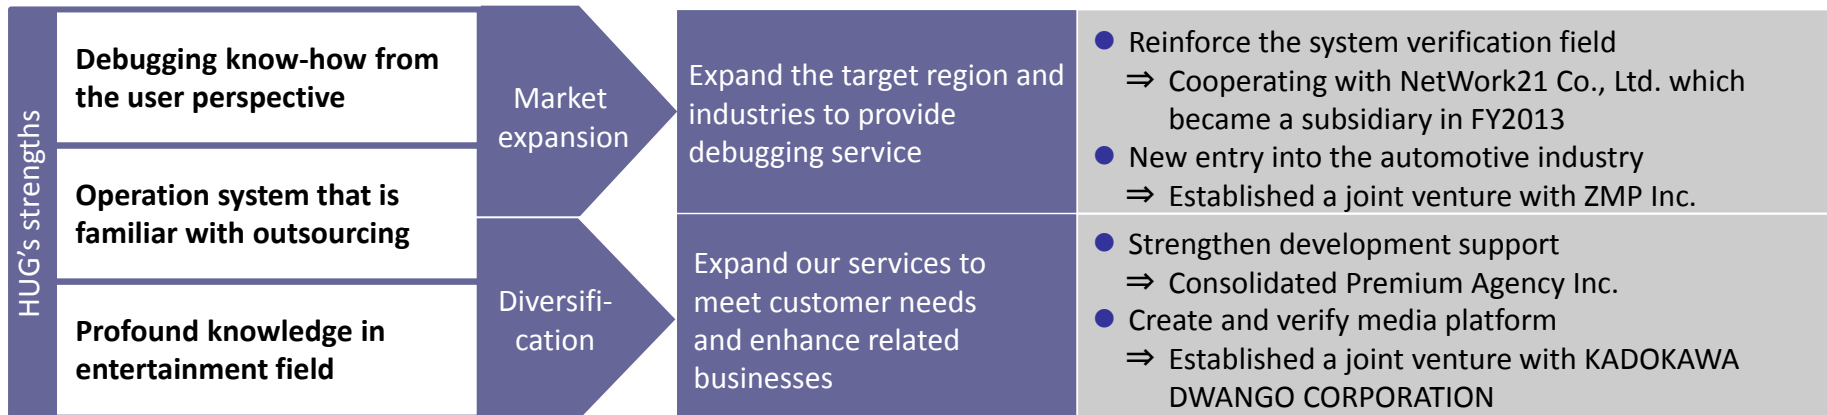 HUG's strengths
Debugging know-how from
the user perspective
Operation system that is
familiar with outsourcing
Profound knowledge in
entertainment field
Market
expansion
Expand the target region and
industries to provide
debugging service
● Reinforce the system verification field
⇒ Cooperating with NetWork21 Co., Ltd. which
became a subsidiary in FY2013
● New entry into the automotive industry
⇒ Established a joint venture with ZMP Inc.
Diversifi-
cation
Expand our services to
meet customer needs
and enhance related
businesses
● Strengthen development support
⇒ Consolidated Premium Agency Inc.
● Create and verify media platform
⇒ Established a joint venture with KADOKAWA
DWANGO CORPORATION